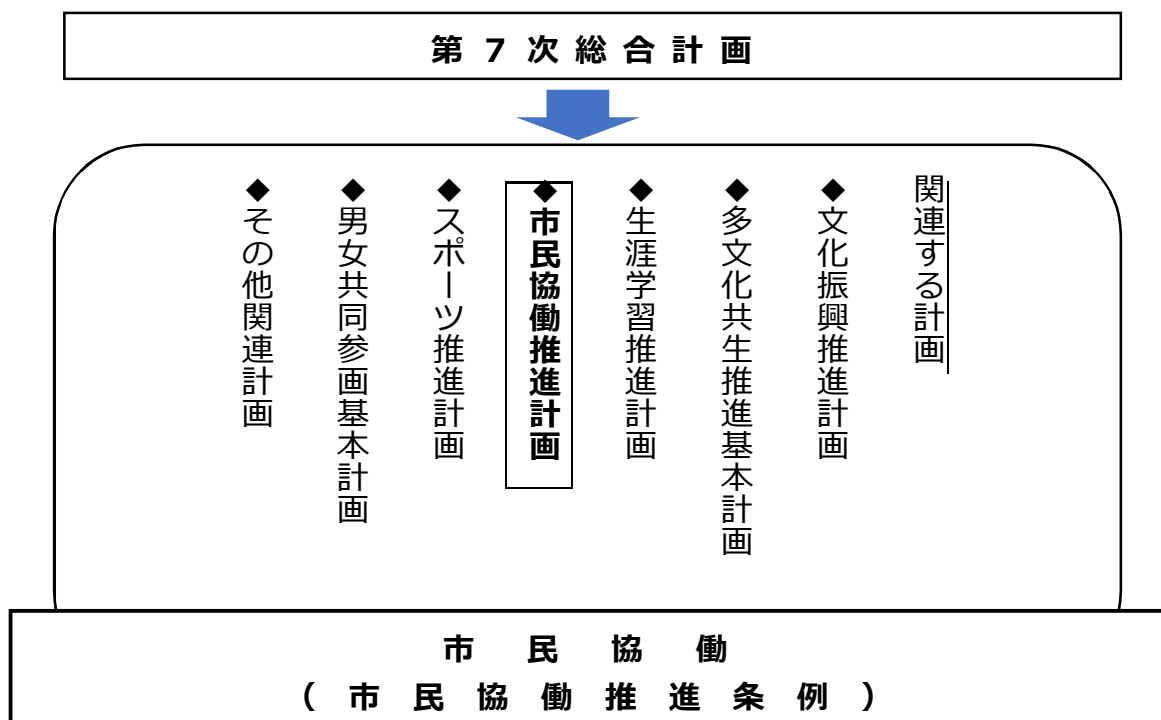 第7次総合計画
関連する計画
◆文化振興推進計画
◆多文化共生推進基本計画
◆生涯学習推進計画
◆市民協働推進計画
◆スポーツ推進計画
◆男女共同参画基本計画
◆その他関連計画
市民協働
(市民協働推進条例)